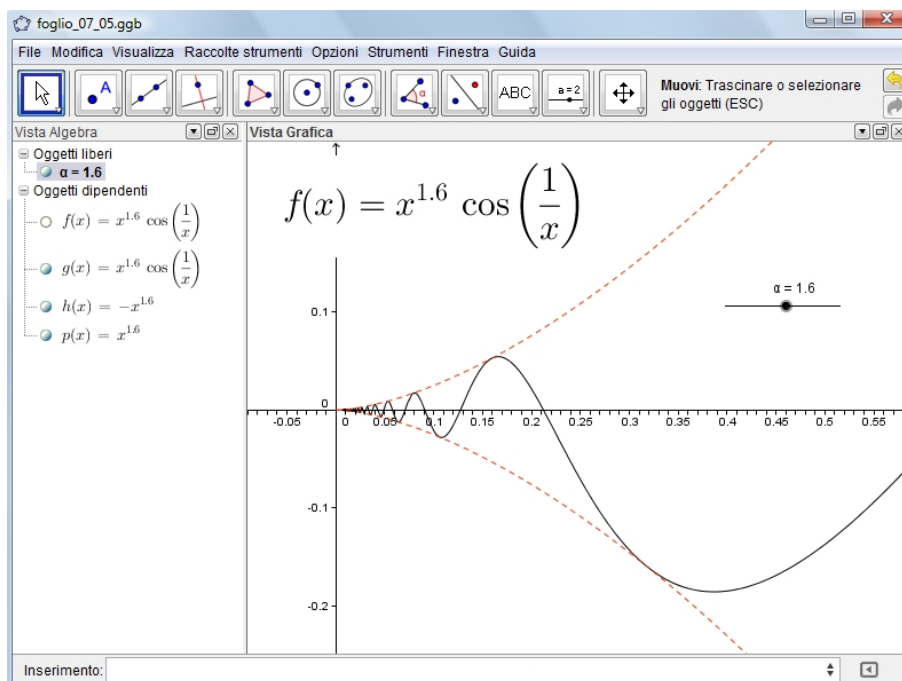 foglio_07_05.ggb
File Modifica Visualizza Raccolte strumenti Opzioni Strumenti Finestra Guida
A
α
ABC
a=2
Muovi: Trascinare o selezionare
gli oggetti (ESC)
Vista Algebra
Oggetti liberi
α = 1.6
Oggetti dipendenti
f(x) = x^1.6 cos(1/x)
g(x) = x^1.6 cos(1/x)
h(x) = -x^1.6
p(x) = x^1.6
Vista Grafica
f(x) = x^1.6 cos(1/x)
α = 1.6
0.1
0
-0.1
-0.2
-0.05 0 0.05 0.1 0.15 0.2 0.25 0.3 0.35 0.4 0.45 0.5 0.55
Inserimento: